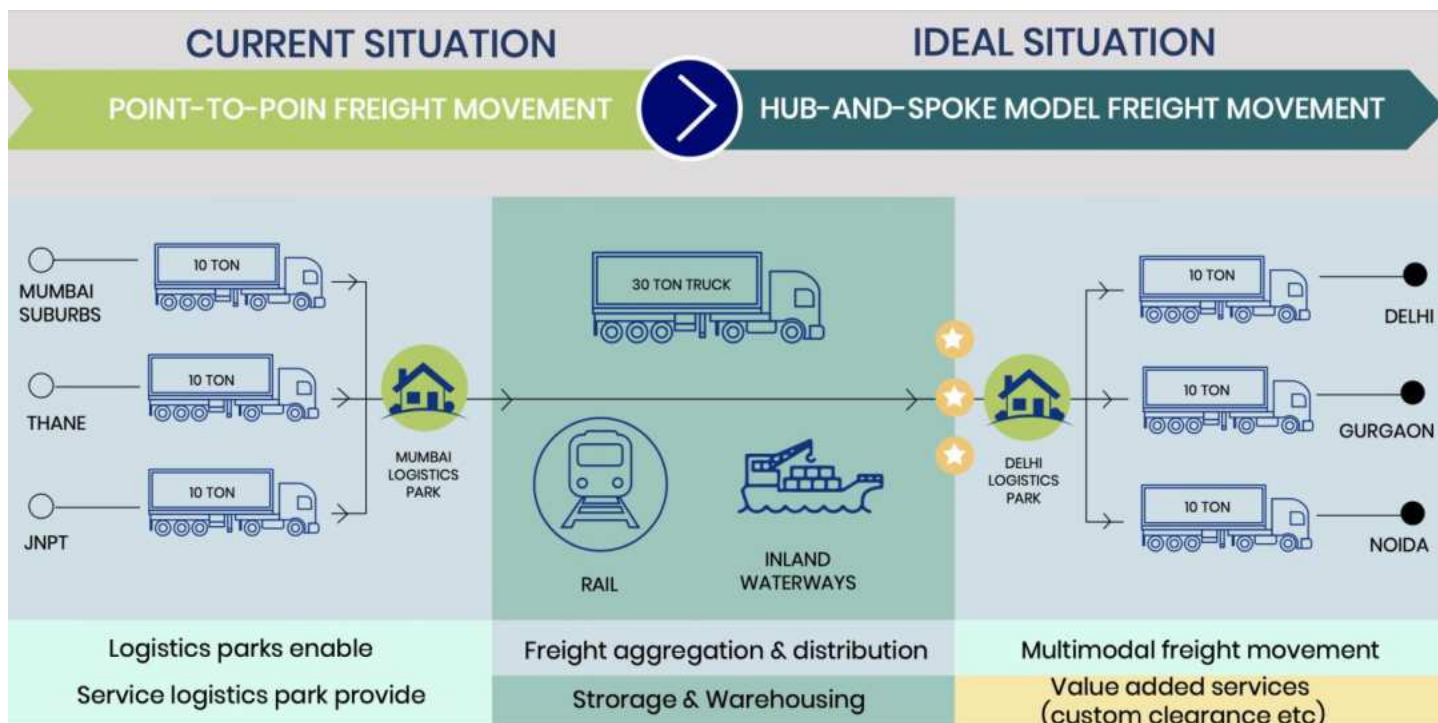 CURRENT SITUATION
IDEAL SITUATION
POINT-TO-POIN FREIGHT MOVEMENT
HUB-AND-SPOKE MODEL FREIGHT MOVEMENT
10 TON
MUMBAI
SUBURBS
10 TON
THANE
10 TON
JNPT
MUMBAI
LOGISTICS
PARK
30 TON TRUCK
RAIL
INLAND
WATERWAYS
DELHI
LOGISTICS
PARK
10 TON
DELHI
10 TON
GURGAON
10 TON
NOIDA
Logistics parks enable
Freight aggregation & distribution
Multimodal freight movement
Service logistics park provide
Strorage & Warehousing
Value added services
(custom clearance etc)